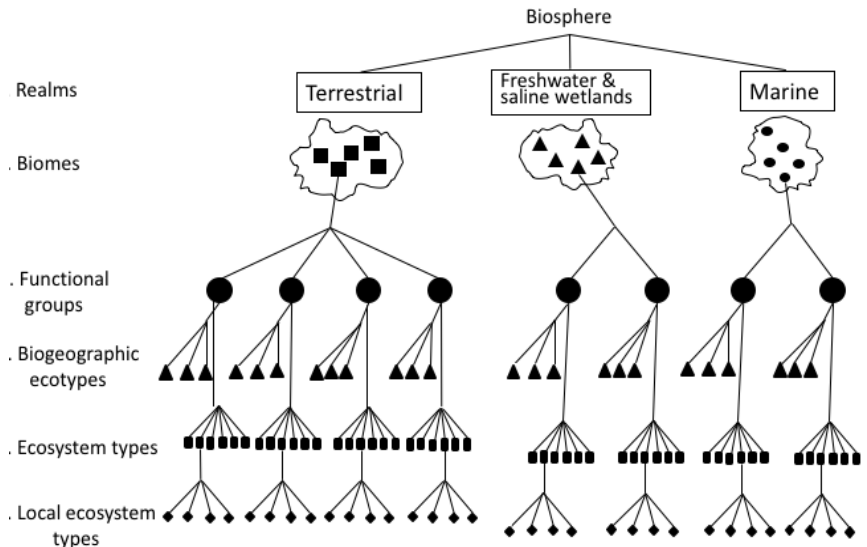 Biosphere
. Realms
Terrestrial
Freshwater &
saline wetlands
Marine
. Biomes
. Functional
groups
. Biogeographic
ecotypes
. Ecosystem types
. Local ecosystem
types